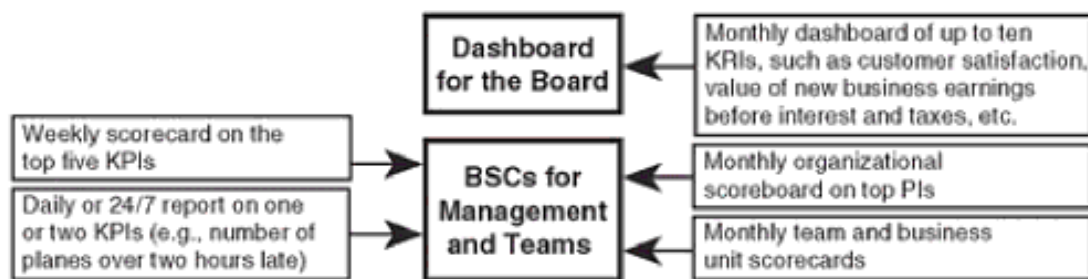 Dashboard
for the Board
Monthly dashboard of up to ten
KRIs, such as customer satisfaction,
value of new business earnings
before interest and taxes, etc.
Weekly scorecard on the
top five KPIs
Daily or 24/7 report on one
or two KPIs (e.g., number of
planes over two hours late)
BSCs for
Management
and Teams
Monthly organizational
scoreboard on top PIs
Monthly team and business
unit scorecards